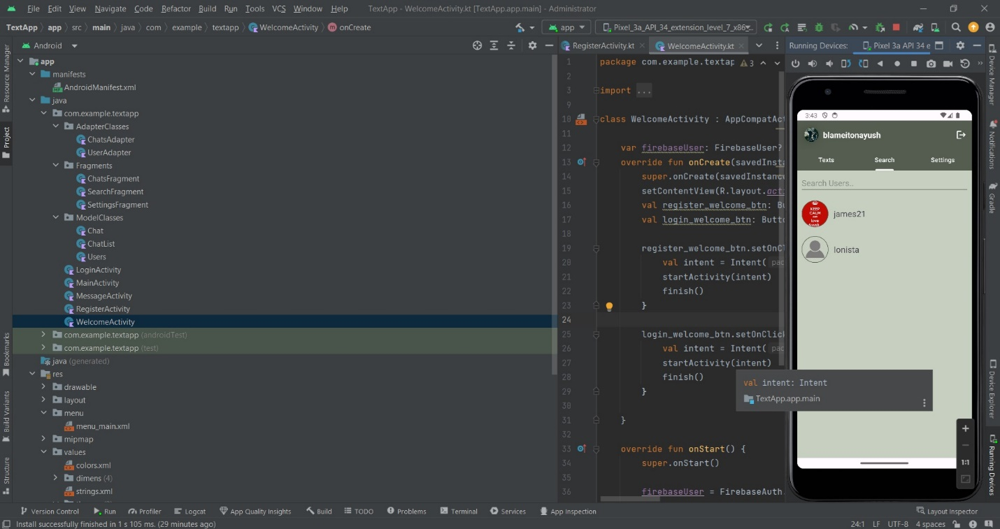 File Edit View Navigate Code Refactor Build Run Tools VCS Window Help TextApp - WelcomeActivity.kt [TextApp.app.main] - Administrator
TextApp app src main java com example textapp WelcomeActivity onCreate app Pixel_3a_API_34_extension_level_7_x86_...
Android
RegisterActivity.kt WelcomeActivity.kt
Running Devices: Pixel 3a API 34 e
Resource Manager
Project
Bookmarks
Build Variants
Structure
app
manifests
AndroidManifest.xml
java
com.example.textapp
AdapterClasses
ChatsAdapter
UserAdapter
Fragments
ChatsFragment
SearchFragment
SettingsFragment
ModelClasses
Chat
ChatList
Users
LoginActivity
MainActivity
MessageActivity
RegisterActivity
WelcomeActivity
com.example.textapp (androidTest)
com.example.textapp (test)
java (generated)
res
drawable
layout
menu
menu_main.xml
mipmap
values
colors.xml
dimens (4)
strings.xml
1 package com.example.textapp 3
2
3 import ...
9
10 class WelcomeActivity : AppCompatAct
11
12 var firebaseUser: FirebaseUser?
13 override fun onCreate(savedInsta
14 super.onCreate(savedInstance
15 setContentView(R.layout.acti
16 val register_welcome_btn: Bu
17 val login_welcome_btn: Butto
18
19 register_welcome_btn.setOnCl
20 val intent = Intent( pac
21 startActivity(intent)
22 finish()
23 }
24
25 login_welcome_btn.setOnClick
26 val intent = Intent( pac
27 startActivity(intent)
28 finish()
29 }
30
31 }
32
33 override fun onStart() {
34 super.onStart()
35
36 firebaseUser = FirebaseAuth.
val intent: Intent
TextApp.app.main
3:43
blameitonayush
Texts Search Settings
Search Users..
KEEP
CALM
love
Ayush
james21
lonista
1:1
Device Manager
Notifications
Gradle
Device Explorer
Running Devices
Version Control Run Profiler Logcat App Quality Insights Build TODO Problems Terminal Services App Inspection Layout Inspector
Install successfully finished in 1 s 105 ms. (29 minutes ago) 24:1 LF UTF-8 4 spaces